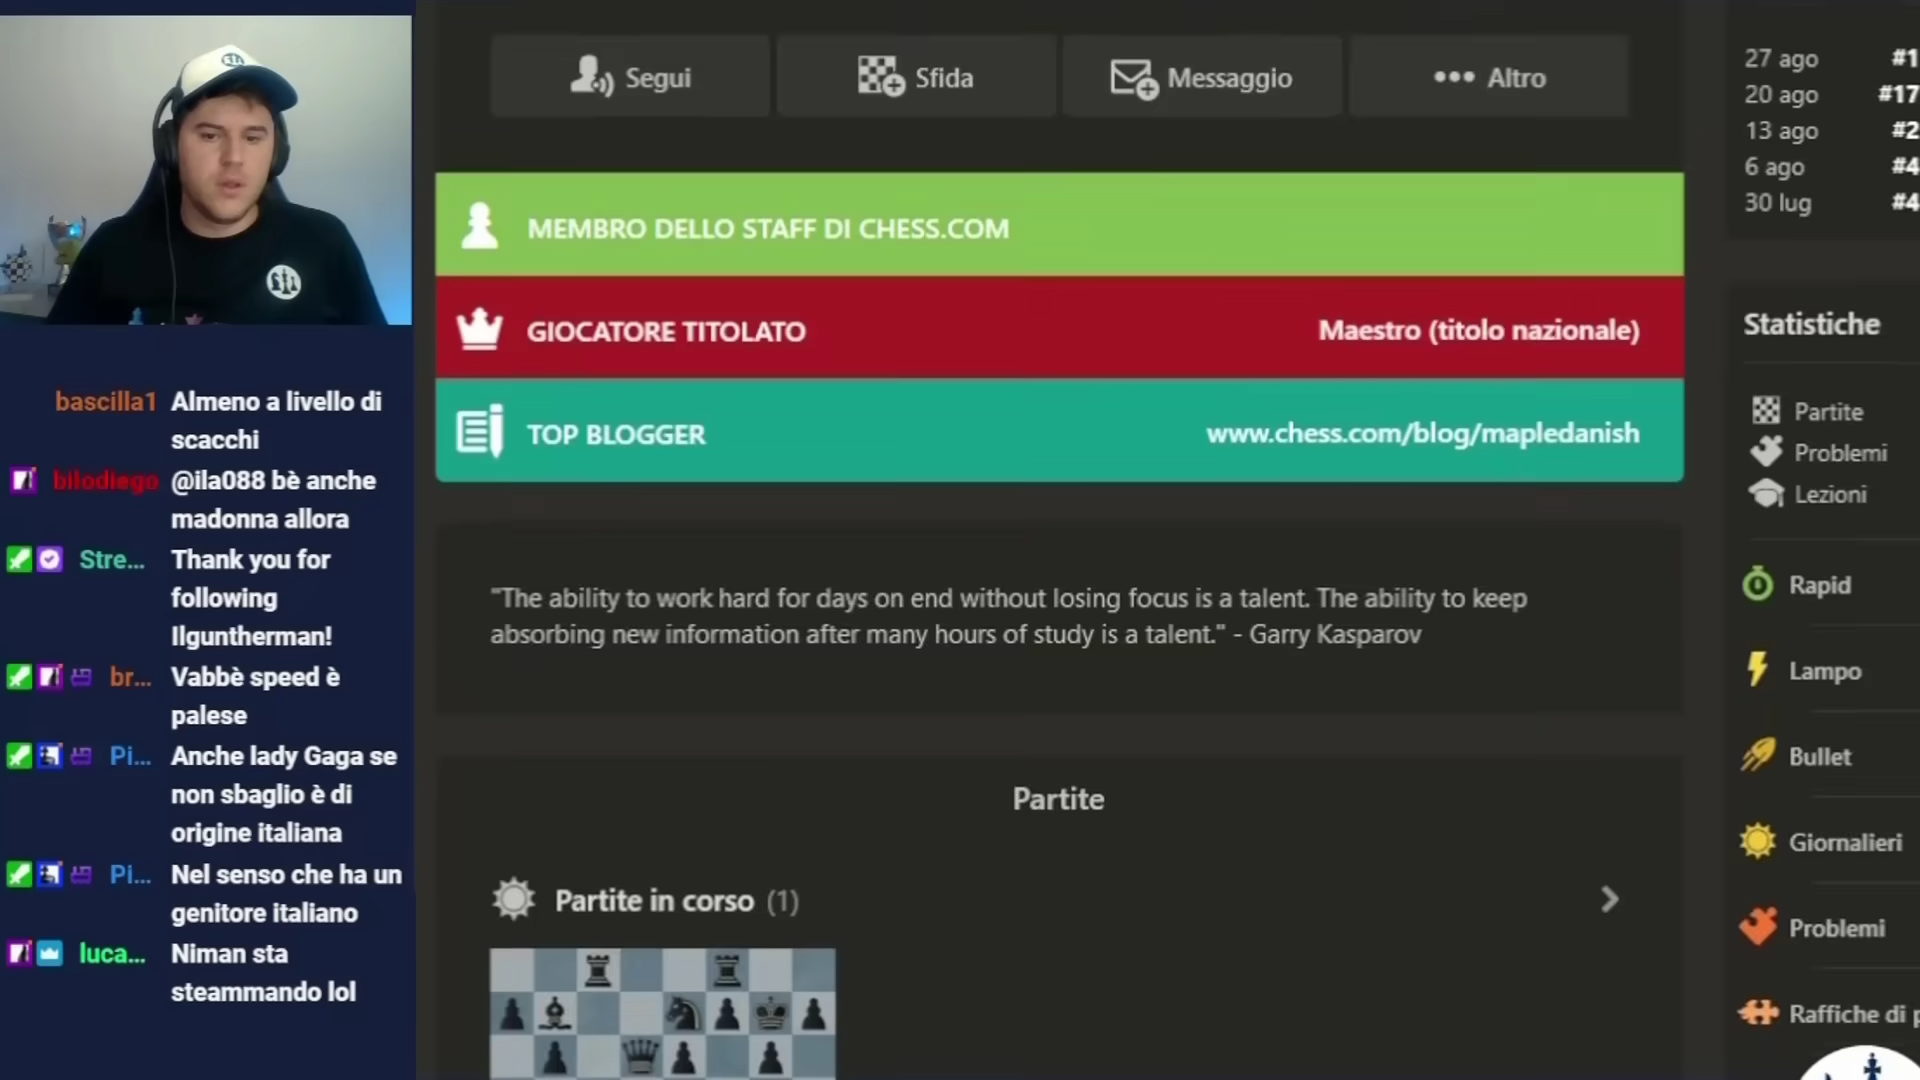 Segui
Sfida
Messaggio
Altro
27 ago #1
20 ago #17
13 ago #2
6 ago #4
30 lug #4
MEMBRO DELLO STAFF DI CHESS.COM
GIOCATORE TITOLATO Maestro (titolo nazionale)
TOP BLOGGER www.chess.com/blog/mapledanish
"The ability to work hard for days on end without losing focus is a talent. The ability to keep
absorbing new information after many hours of study is a talent." - Garry Kasparov
Partite
Partite in corso (1)
Statistiche
Partite
Problemi
Lezioni
Rapid
Lampo
Bullet
Giornalieri
Problemi
Raffiche di p
bascilla1 Almeno a livello di
scacchi
bilodiego @ila088 bè anche
madonna allora
Stre... Thank you for
following
Ilguntherman!
br... Vabbè speed è
palese
Pi... Anche lady Gaga se
non sbaglio è di
origine italiana
Pi... Nel senso che ha un
genitore italiano
luca... Niman sta
steammando lol